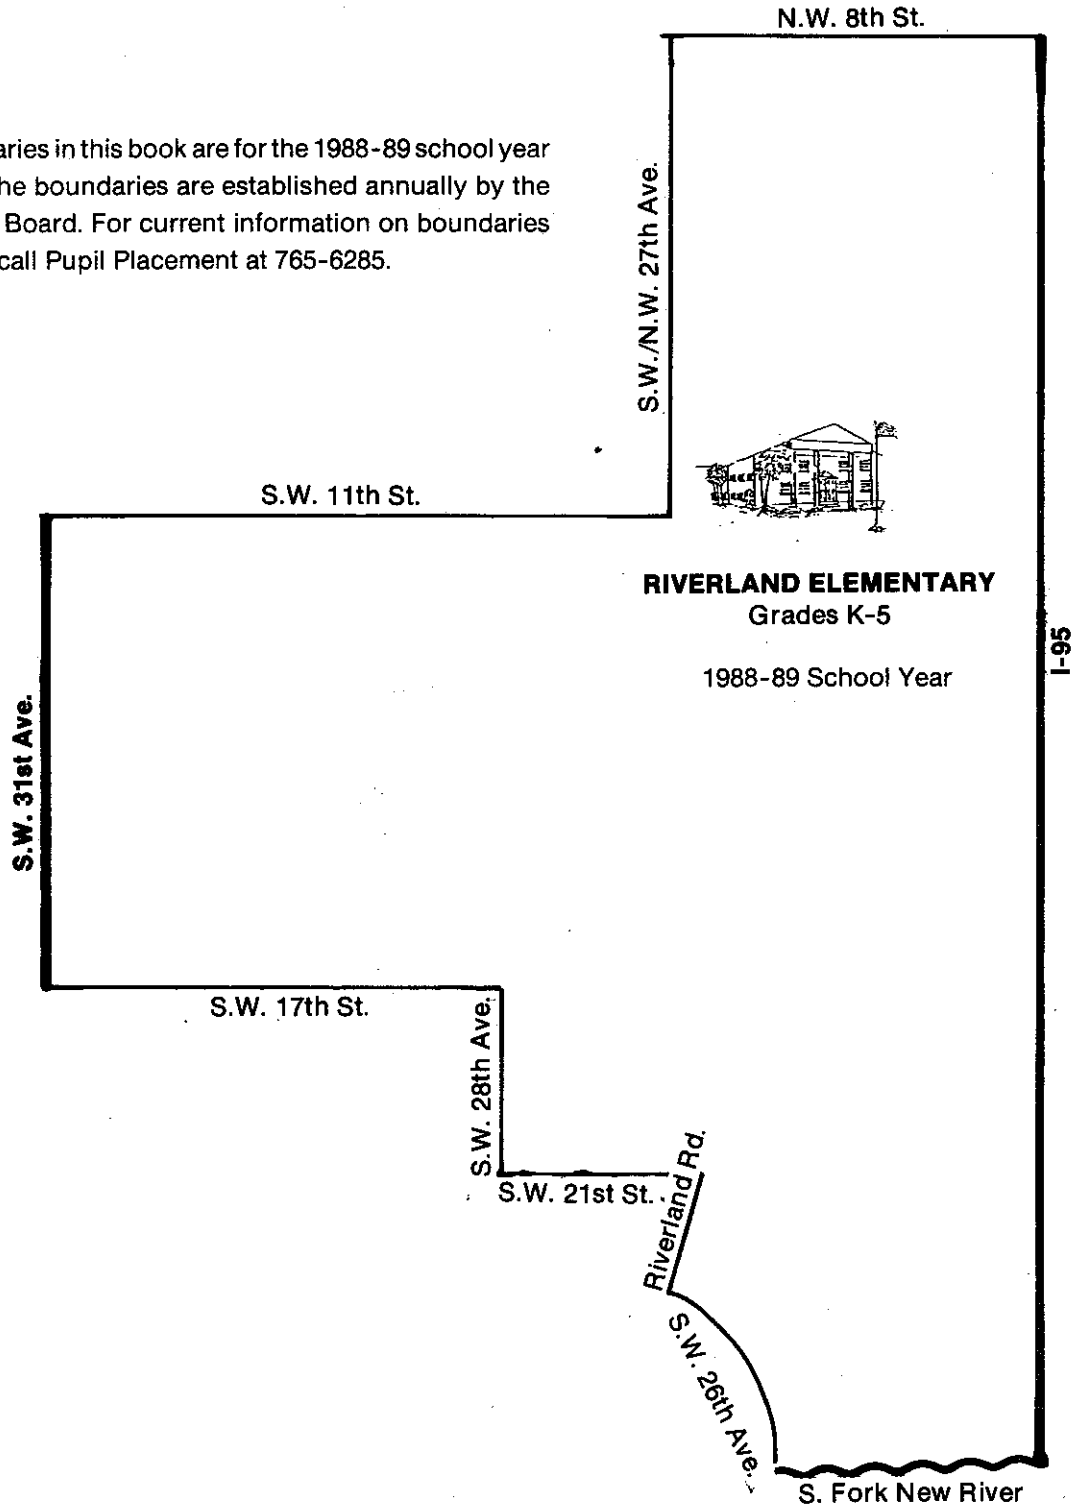 N.W. 8th St.
aries in this book are for the 1988-89 school year
he boundaries are established annually by the
Board. For current information on boundaries
call Pupil Placement at 765-6285.
S.W./N.W. 27th Ave.
S.W. 11th St.
RIVERLAND ELEMENTARY
Grades K-5
1988-89 School Year
I-95
S.W. 31st Ave.
S.W. 17th St.
S.W. 28th Ave.
S.W. 21st St.
Riverland Rd.
S.W. 26th Ave.
S. Fork New River